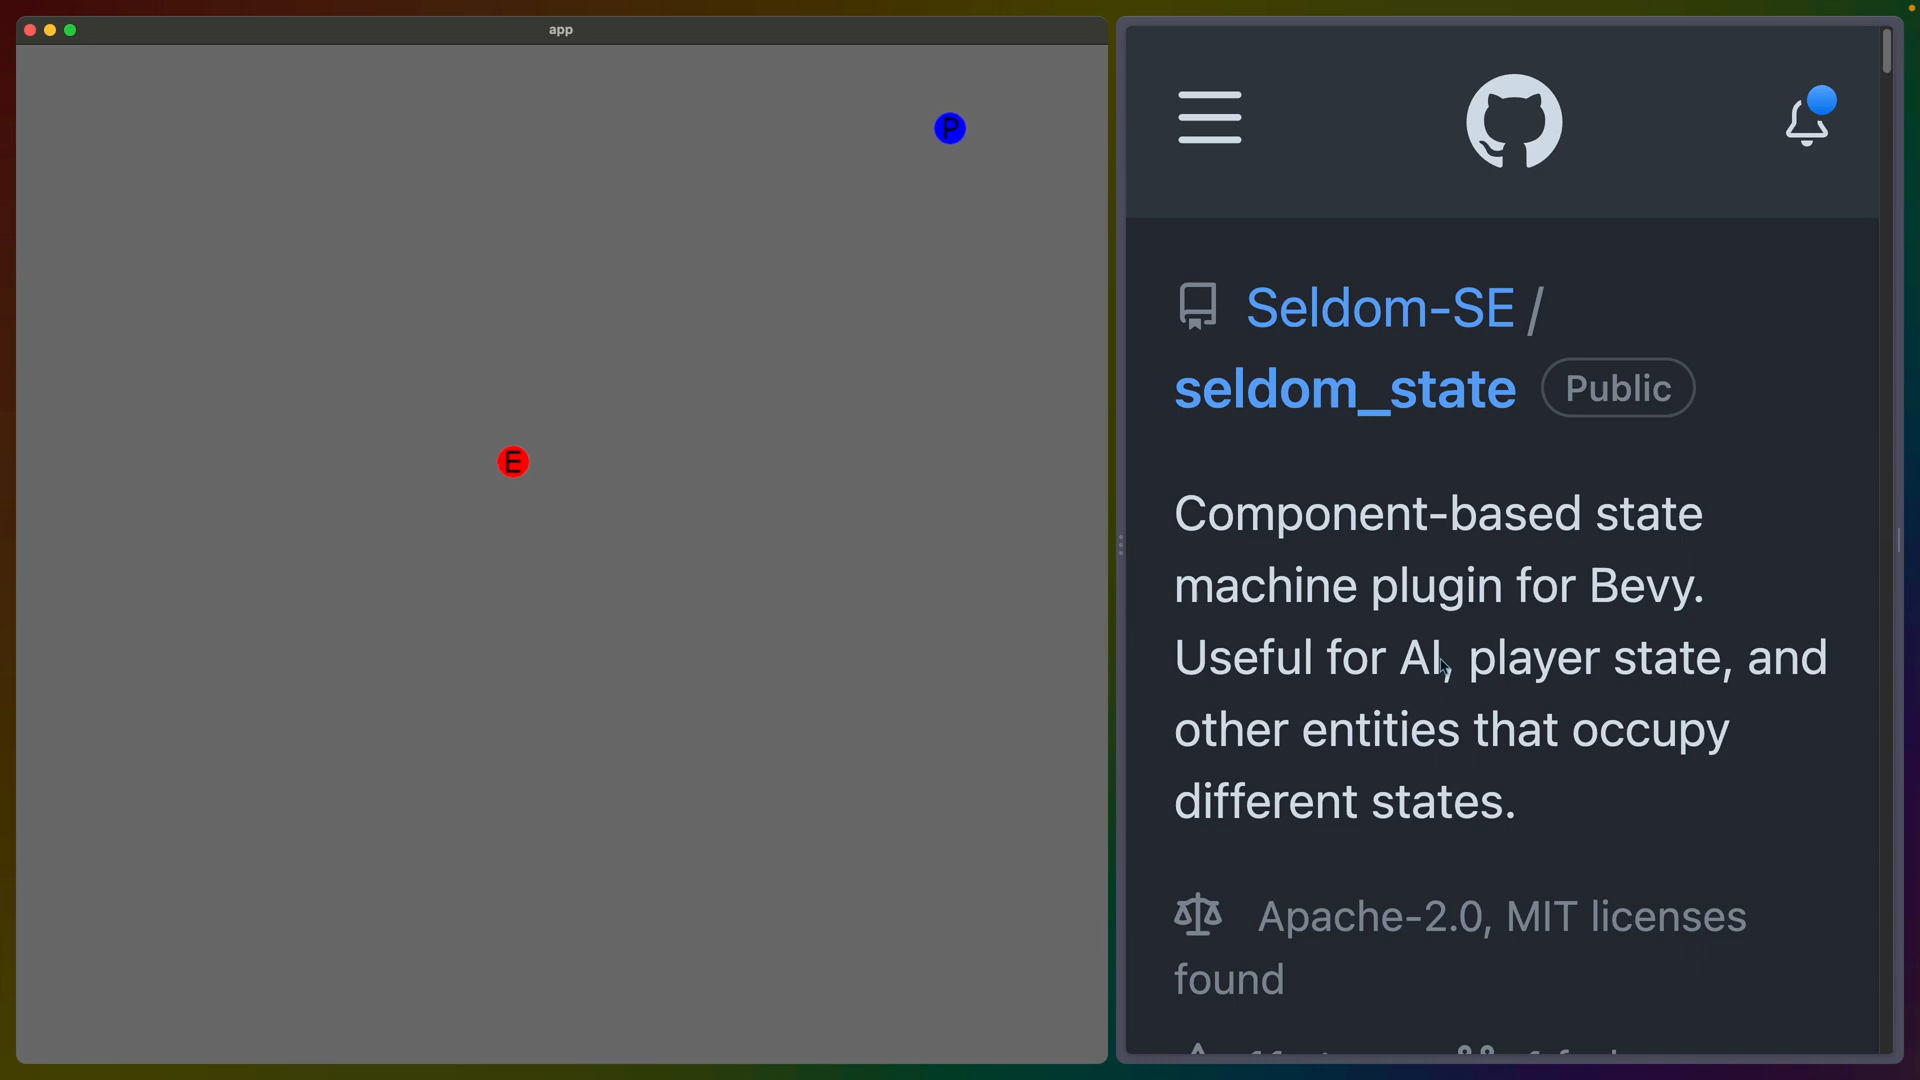 app
P
E
Seldom-SE /
seldom_state Public
Component-based state
machine plugin for Bevy.
Useful for AI, player state, and
other entities that occupy
different states.
Apache-2.0, MIT licenses
found